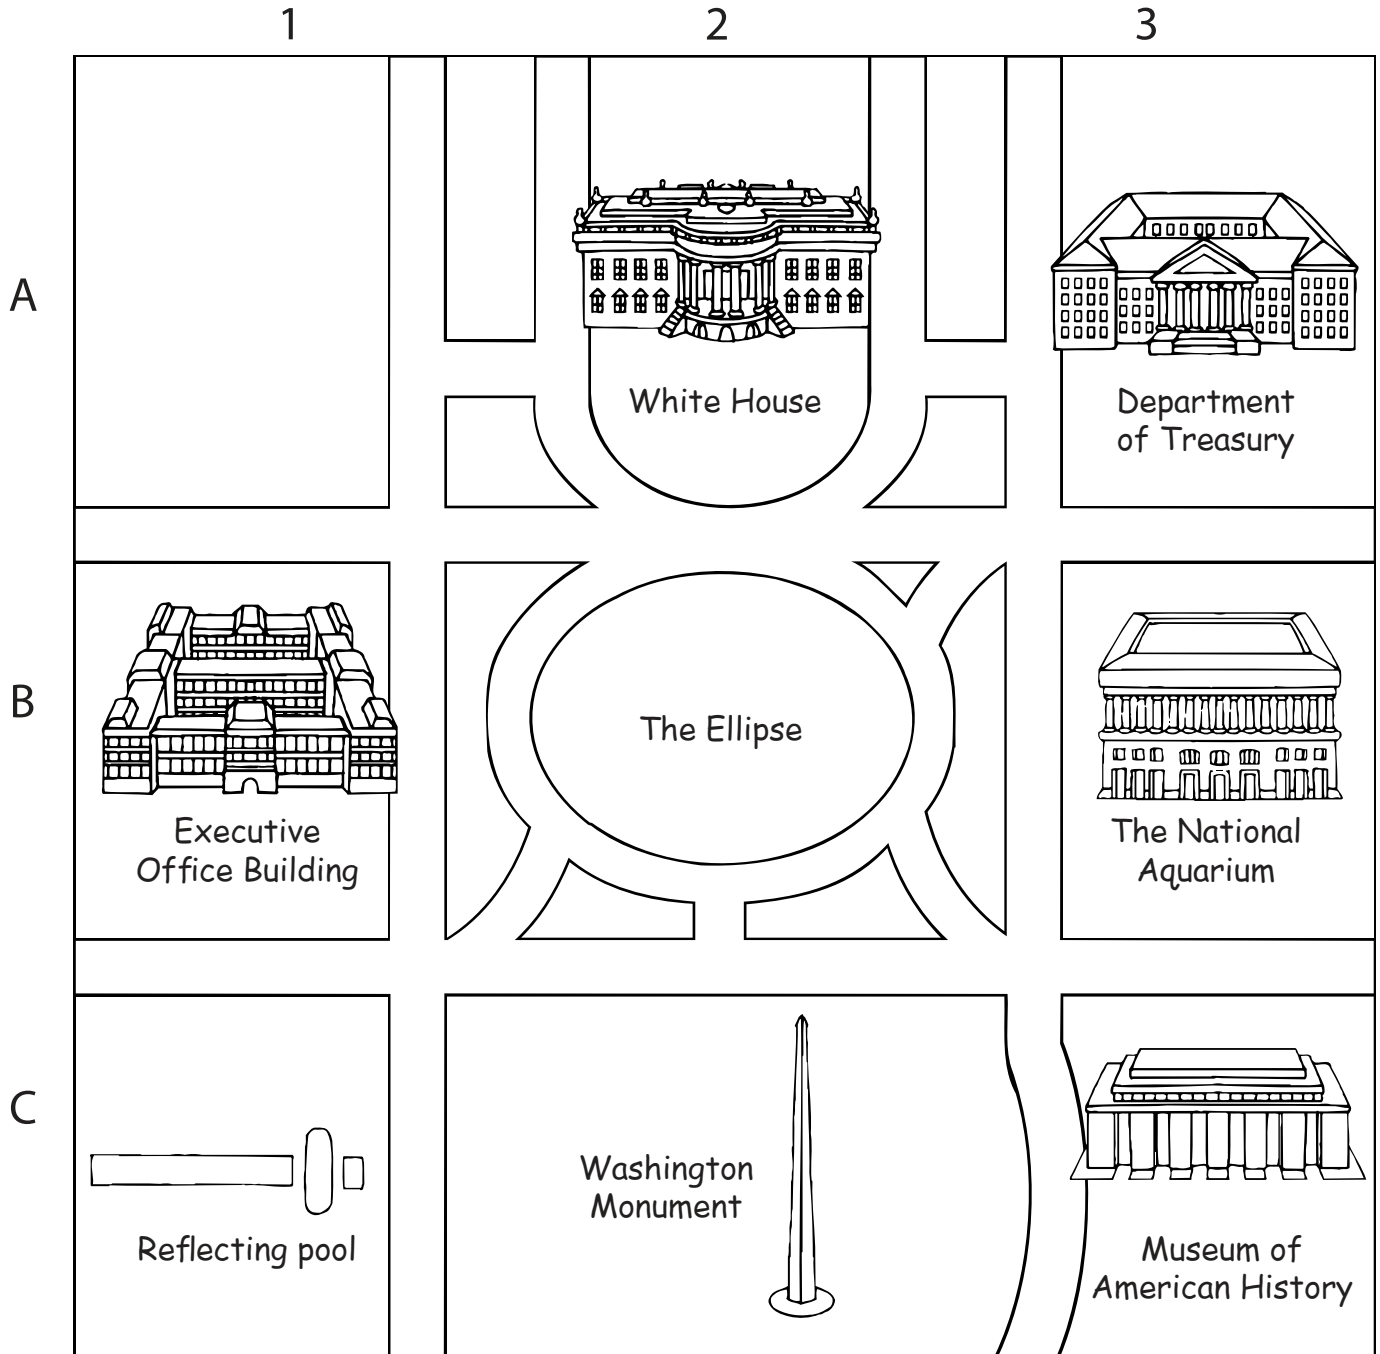 1 2 3
A
White House
Department
of Treasury
B
The Ellipse
Executive
Office Building
The National
Aquarium
C
Washington
Monument
Reflecting pool
Museum of
American History